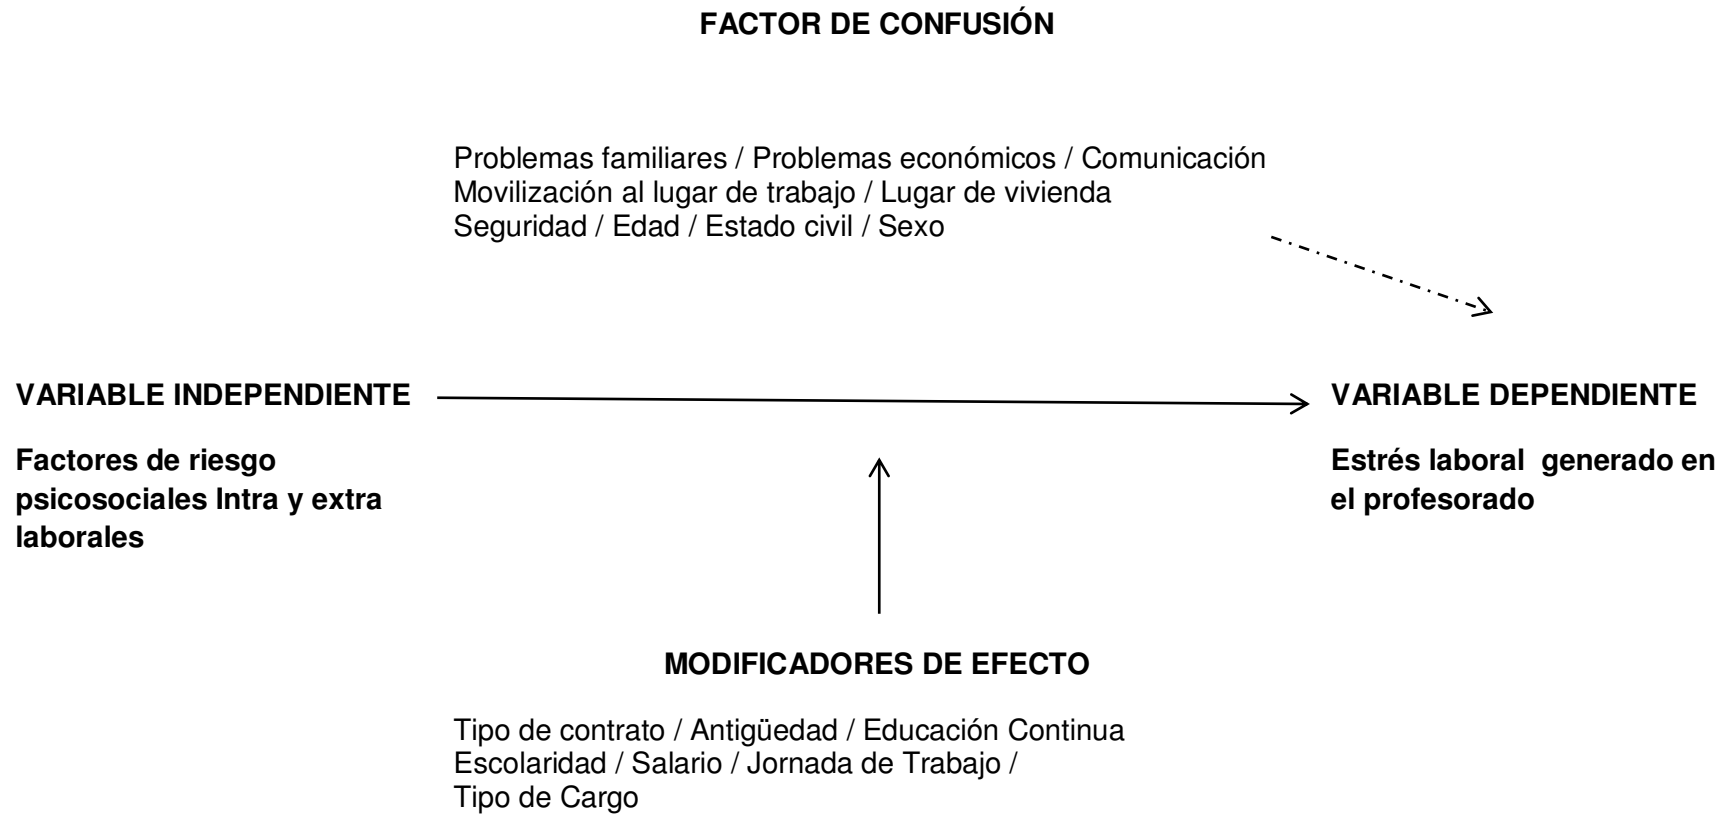 FACTOR DE CONFUSIÓN
Problemas familiares / Problemas económicos / Comunicación
Movilización al lugar de trabajo / Lugar de vivienda
Seguridad / Edad / Estado civil / Sexo
VARIABLE INDEPENDIENTE
Factores de riesgo
psicosociales Intra y extra
laborales
VARIABLE DEPENDIENTE
Estrés laboral  generado en
el profesorado
MODIFICADORES DE EFECTO
Tipo de contrato / Antigüedad / Educación Continua
Escolaridad / Salario / Jornada de Trabajo /
Tipo de Cargo